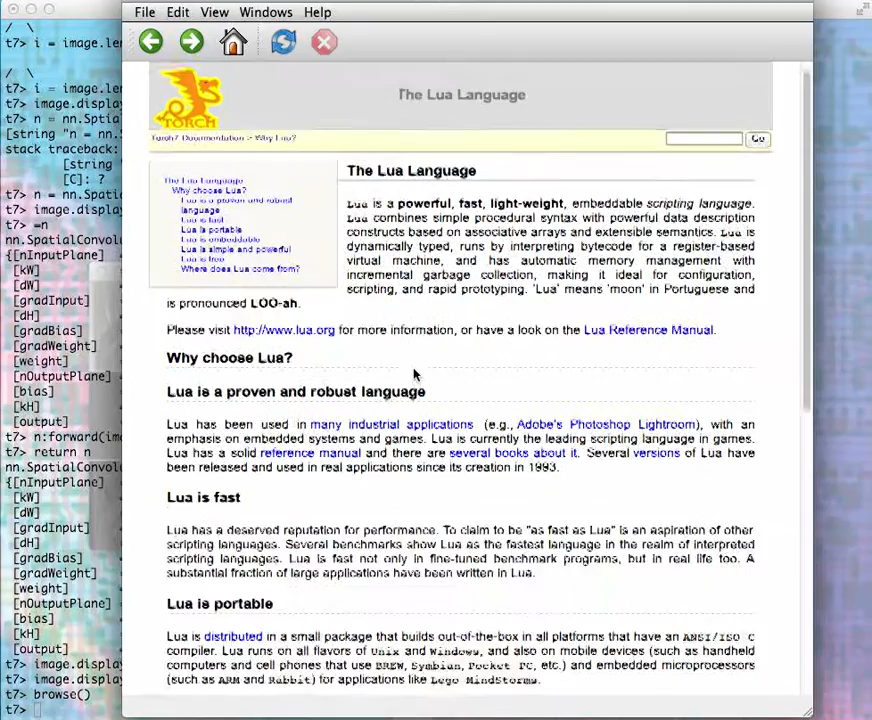 File Edit View Windows Help
/ \
t7> i = image.len
/ \
t7> i = image.len
t7> image.display
t7> n = nn.Sptial
[string "n = nn.S
stack traceback:
[string "
[C]: ?
t7> n = nn.Spatia
t7> image.display
t7> =n
nn.SpatialConvolu
{[nInputPlane]
[kW]
[dW]
[gradInput]
[dH]
[gradBias]
[gradWeight]
[weight]
[nOutputPlane]
[bias]
[kH]
[output]
t7> n:forward(ima
t7> return n
nn.SpatialConvolu
{[nInputPlane]
[kW]
[dW]
[gradInput]
[dH]
[gradBias]
[gradWeight]
[weight]
[nOutputPlane]
[bias]
[kH]
[output]
t7> image.display
t7> image.display
t7> browse()
t7>
TORCH
The Lua Language
Torch7 Documentation > Why Lua?
Go
The Lua Language
Why choose Lua?
Lua is a proven and robust
language
Lua is fast
Lua is portable
Lua is embeddable
Lua is simple and powerful
Lua is free
Where does Lua come from?
The Lua Language
Lua is a powerful, fast, light-weight, embeddable scripting language.
Lua combines simple procedural syntax with powerful data description
constructs based on associative arrays and extensible semantics. Lua is
dynamically typed, runs by interpreting bytecode for a register-based
virtual machine, and has automatic memory management with
incremental garbage collection, making it ideal for configuration,
scripting, and rapid prototyping. 'Lua' means 'moon' in Portuguese and
is pronounced LOO-ah.
Please visit http://www.lua.org for more information, or have a look on the Lua Reference Manual.
Why choose Lua?
Lua is a proven and robust language
Lua has been used in many industrial applications (e.g., Adobe's Photoshop Lightroom), with an
emphasis on embedded systems and games. Lua is currently the leading scripting language in games.
Lua has a solid reference manual and there are several books about it. Several versions of Lua have
been released and used in real applications since its creation in 1993.
Lua is fast
Lua has a deserved reputation for performance. To claim to be "as fast as Lua" is an aspiration of other
scripting languages. Several benchmarks show Lua as the fastest language in the realm of interpreted
scripting languages. Lua is fast not only in fine-tuned benchmark programs, but in real life too. A
substantial fraction of large applications have been written in Lua.
Lua is portable
Lua is distributed in a small package that builds out-of-the-box in all platforms that have an ANSI/ISO C
compiler. Lua runs on all flavors of Unix and Windows, and also on mobile devices (such as handheld
computers and cell phones that use BREW, Symbian, Pocket PC, etc.) and embedded microprocessors
(such as ARM and Rabbit) for applications like Lego MindStorms.